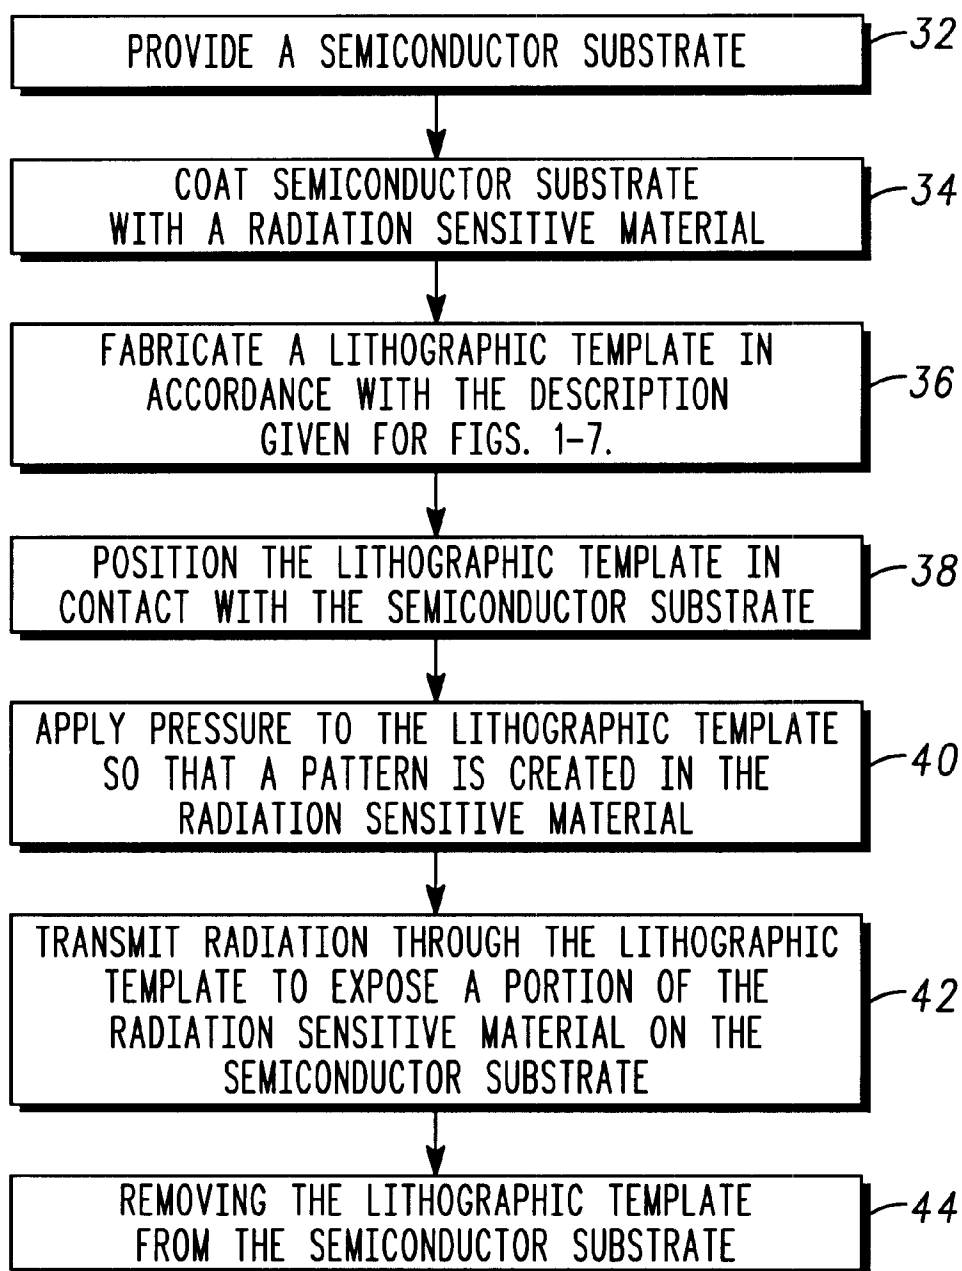 PROVIDE A SEMICONDUCTOR SUBSTRATE
32
COAT SEMICONDUCTOR SUBSTRATE
WITH A RADIATION SENSITIVE MATERIAL
34
FABRICATE A LITHOGRAPHIC TEMPLATE IN
ACCORDANCE WITH THE DESCRIPTION
GIVEN FOR FIGS. 1-7.
36
POSITION THE LITHOGRAPHIC TEMPLATE IN
CONTACT WITH THE SEMICONDUCTOR SUBSTRATE
38
APPLY PRESSURE TO THE LITHOGRAPHIC TEMPLATE
SO THAT A PATTERN IS CREATED IN THE
RADIATION SENSITIVE MATERIAL
40
TRANSMIT RADIATION THROUGH THE LITHOGRAPHIC
TEMPLATE TO EXPOSE A PORTION OF THE
RADIATION SENSITIVE MATERIAL ON THE
SEMICONDUCTOR SUBSTRATE
42
REMOVING THE LITHOGRAPHIC TEMPLATE
FROM THE SEMICONDUCTOR SUBSTRATE
44